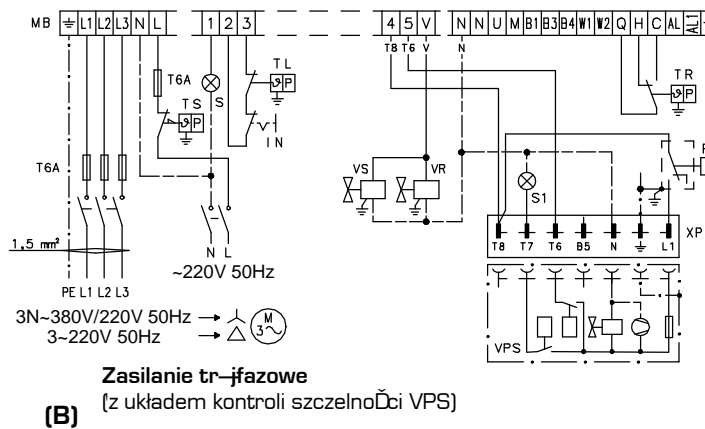 MB ⏚ L1 L2 L3 N L 1 2 3 4 5 V N N U M B1 B3 B4 W1 W2 Q H C AL AL1
T8 T6 V N
T6A S TL
ϑ P
TS
ϑ P
IN
TR
ϑ P
T6A
VS VR
S1
1,5 mm²
N L
~220V 50Hz
T8 T7 T6 B5 N ⏚ L1 XP
PE L1 L2 L3
3N~380V/220V 50Hz
3~220V 50Hz
M
3~
VPS
Zasilanie tr—jfazowe
(z układem kontroli szczelnoĎci VPS)
(B)